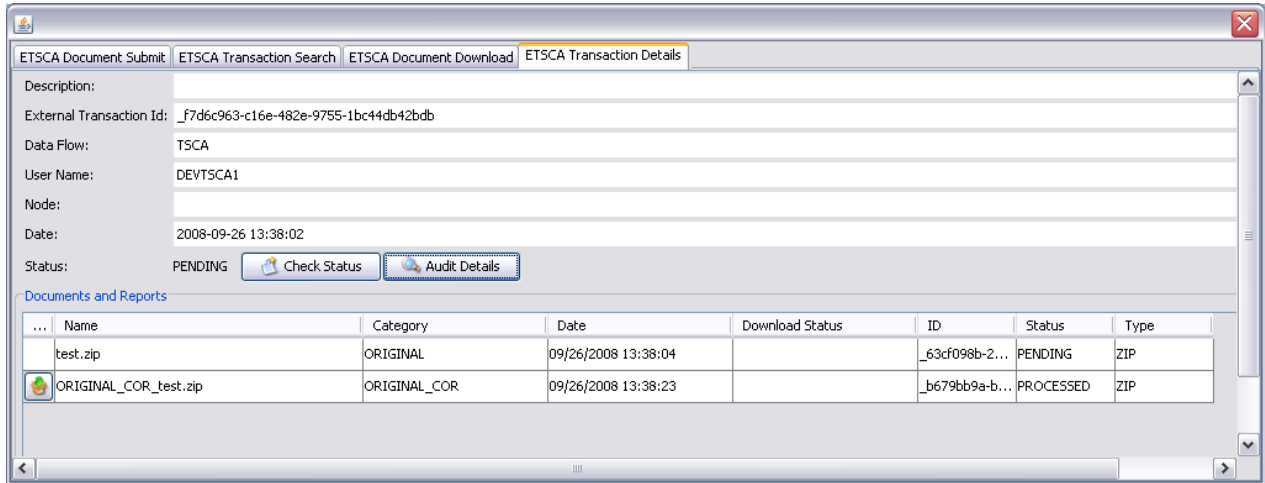 ETSCA Document Submit ETSCA Transaction Search ETSCA Document Download ETSCA Transaction Details
Description:
External Transaction Id: _f7d6c963-c16e-482e-9755-1bc44db42bdb
Data Flow: TSCA
User Name: DEVTSCA1
Node:
Date: 2008-09-26 13:38:02
Status: PENDING Check Status Audit Details
Documents and Reports
... Name Category Date Download Status ID Status Type
test.zip ORIGINAL 09/26/2008 13:38:04 _63cf098b-2... PENDING ZIP
ORIGINAL_COR_test.zip ORIGINAL_COR 09/26/2008 13:38:23 _b679bb9a-b... PROCESSED ZIP